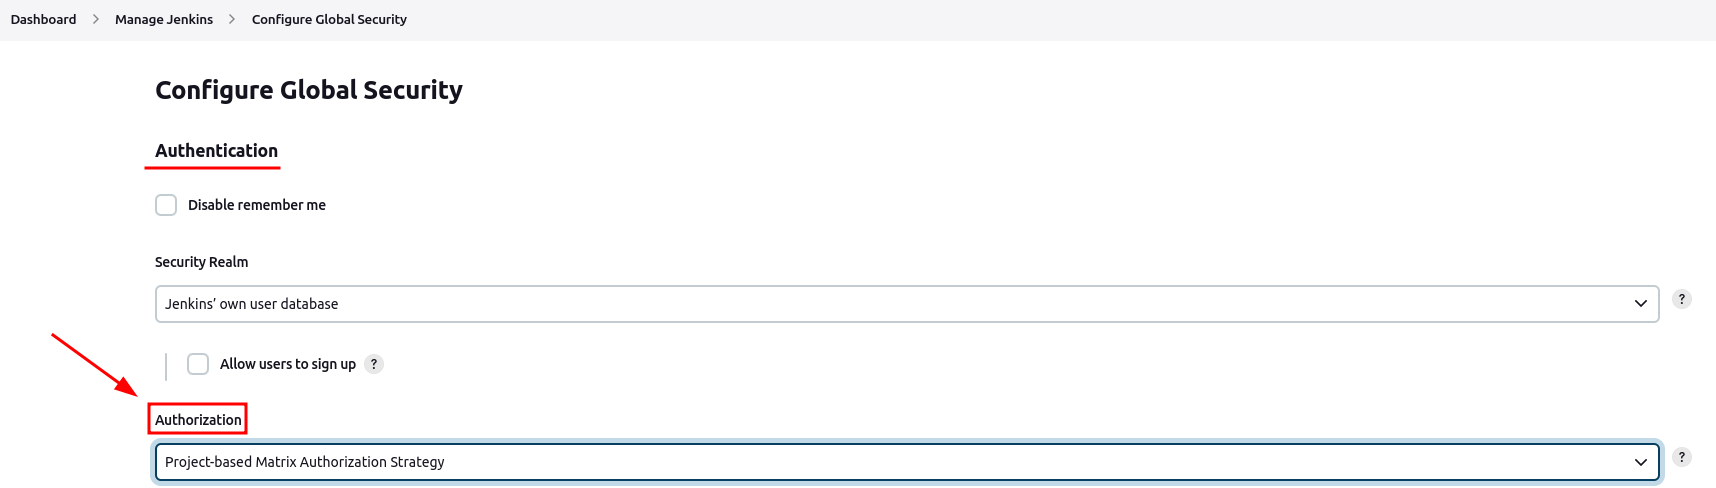 Dashboard > Manage Jenkins > Configure Global Security
Configure Global Security
Authentication
Disable remember me
Security Realm
Jenkins’ own user database
?
Allow users to sign up ?
Authorization
Project-based Matrix Authorization Strategy
?